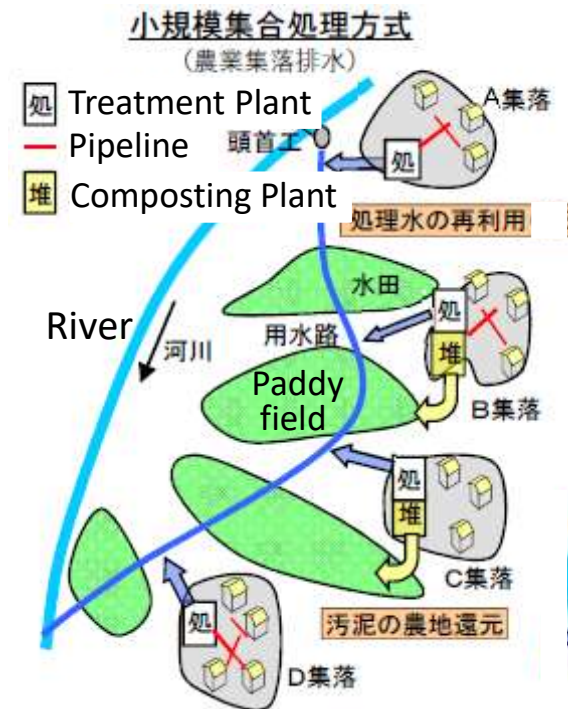 小規模集合処理方式
(農業集落排水)
処 Treatment Plant
Pipeline
堆 Composting Plant
頭首工
A集落
処
処理水の再利用
水田
処
堆
River
河川
用水路
Paddy
field
B集落
処
堆
C集落
汚泥の農地還元
処
D集落